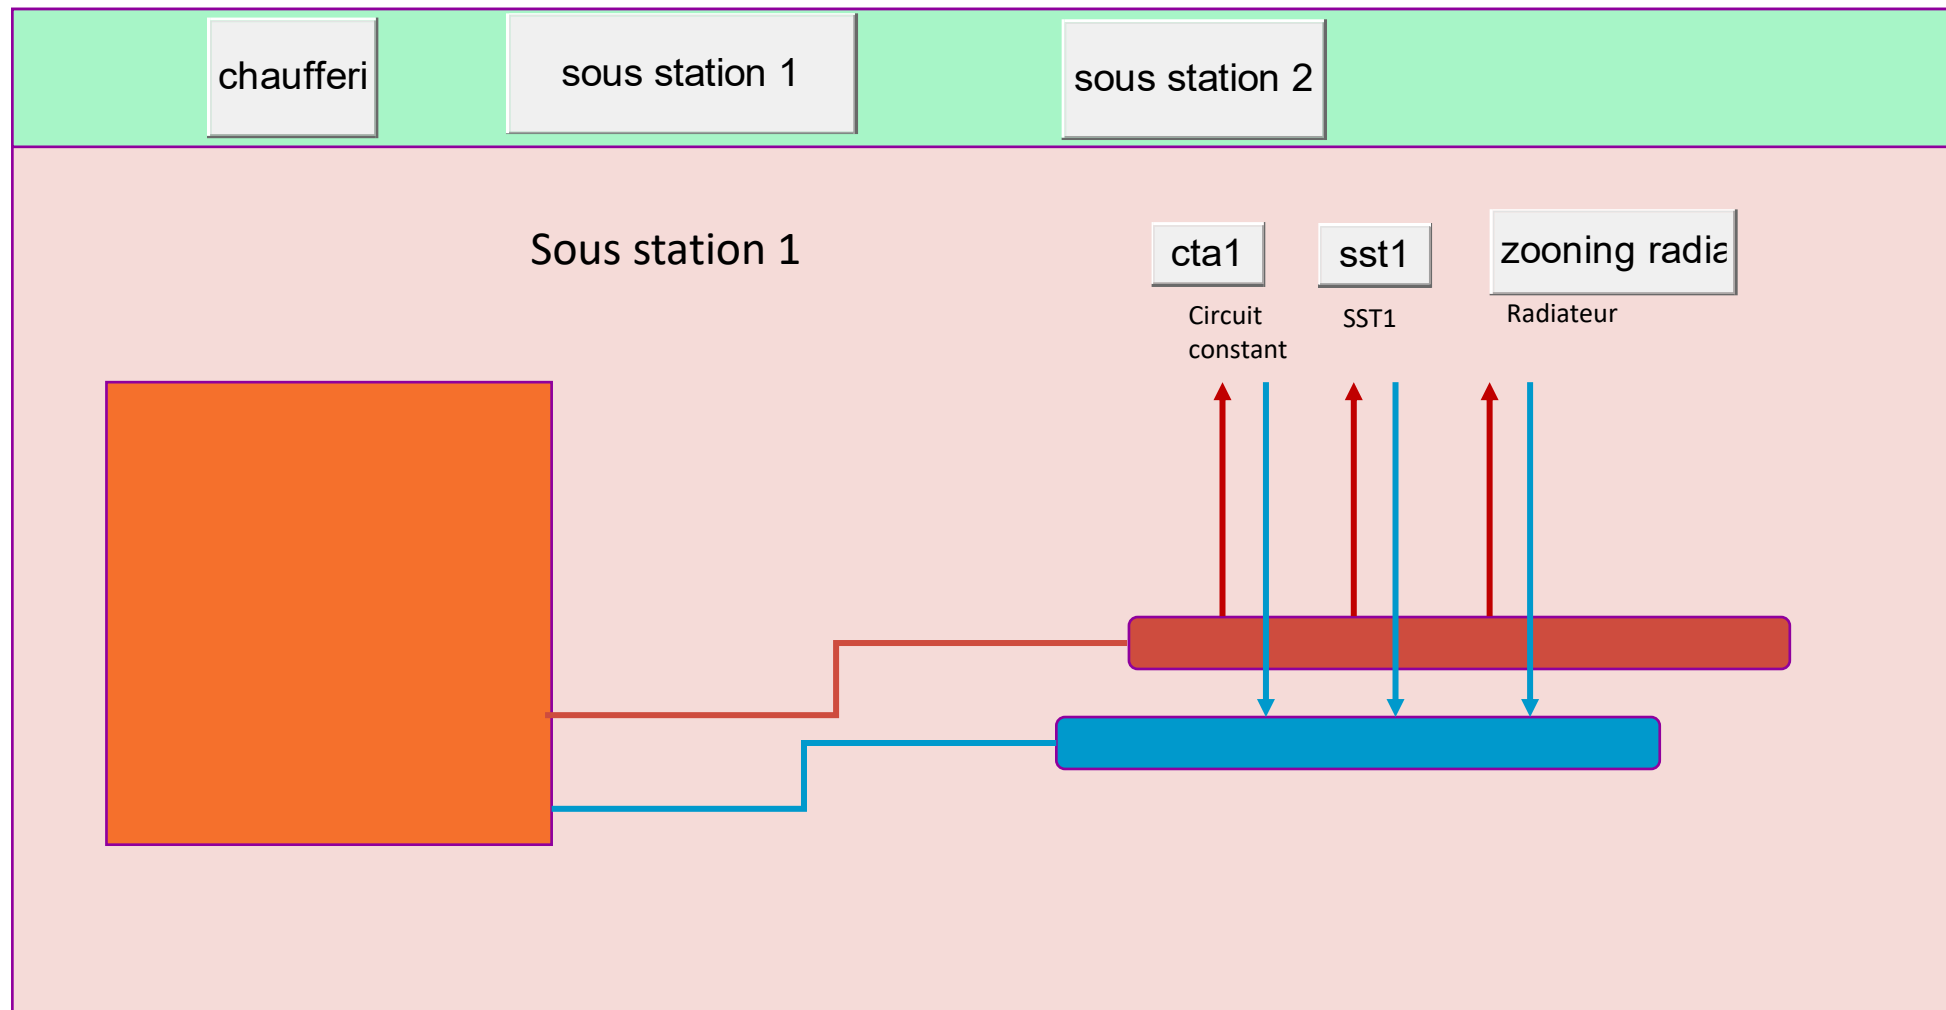 chaufferi
sous station 1
sous station 2
Sous station 1
cta1
sst1
zooning radia
Circuit
constant
SST1
Radiateur